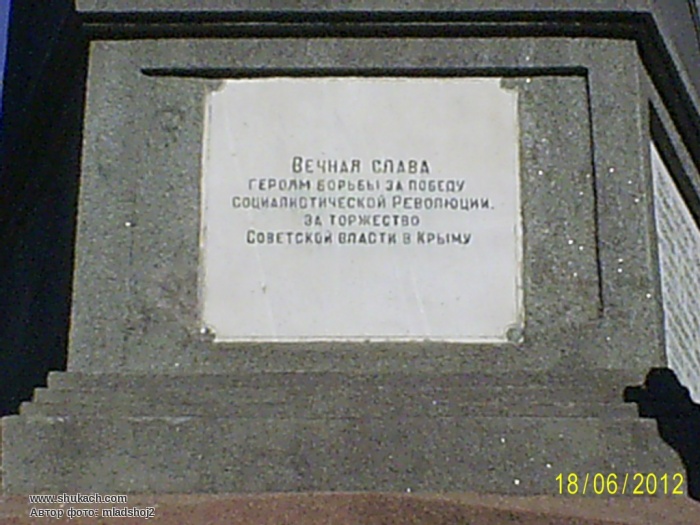 Вечная слава
героям борьбы за победу
социалистической Революции.
за торжество
Советской власти в Крыму
18/06/2012
www.shukach.com
Автор фото: mladshoj2